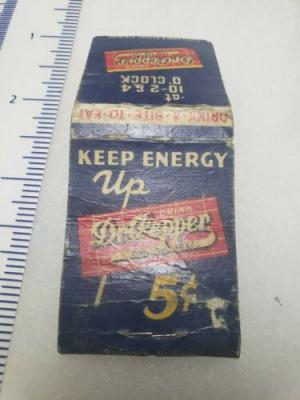 Dr. Pepper
at
10-2 & 4
O'CLOCK
DRINK-A-BITE-TO-EAT
KEEP ENERGY
Up
DRINK
Dr. Pepper
5¢
1
2